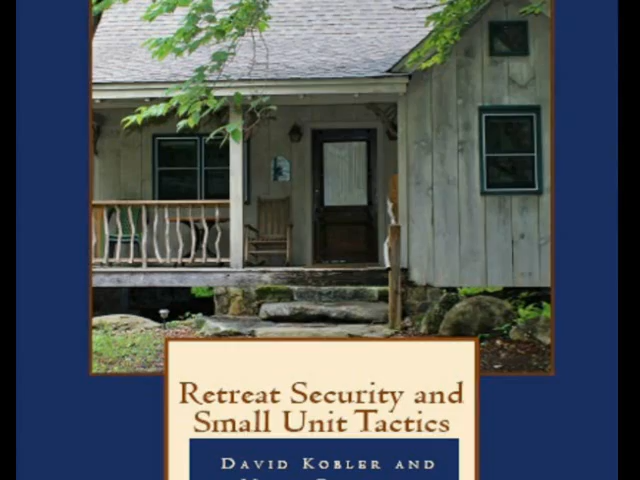 Retreat Security and
Small Unit Tactics
David Kobler and